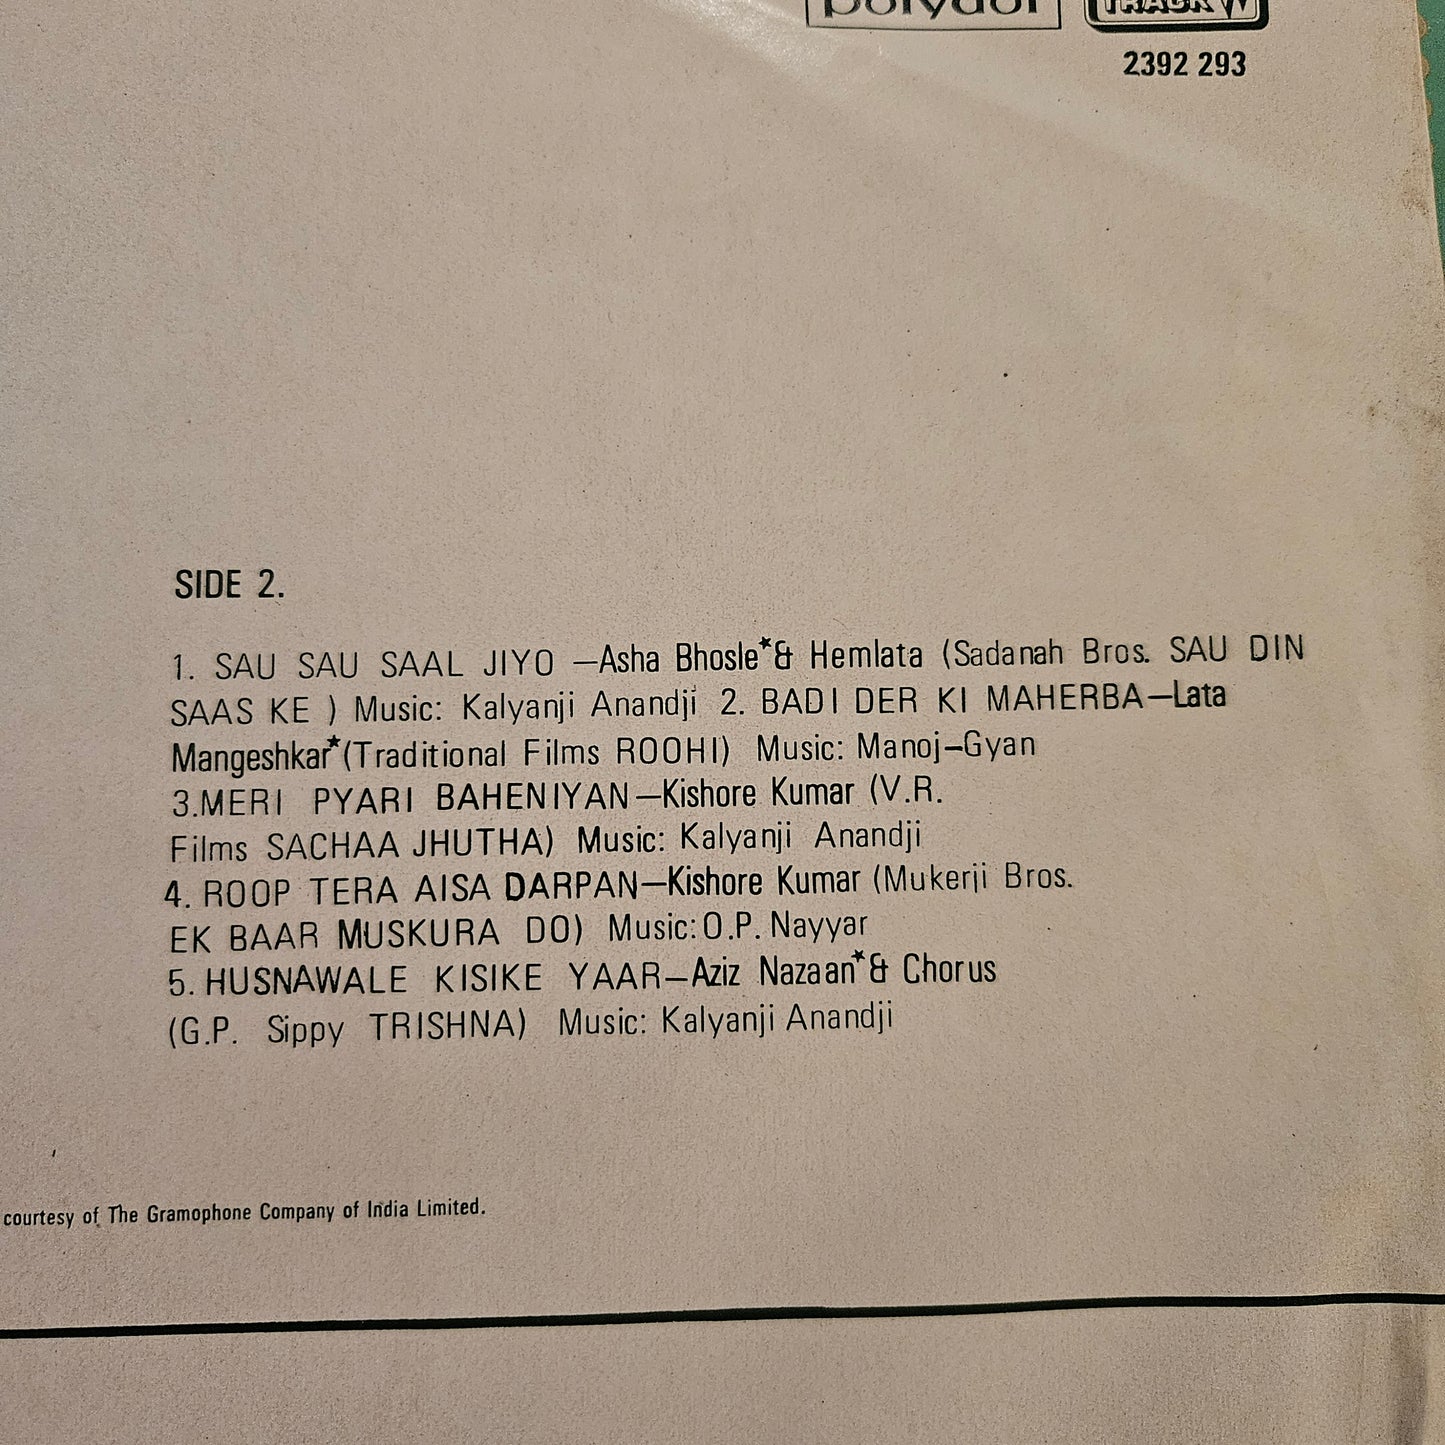 polydor TRACK
2392 293
SIDE 2.
1. SAU SAU SAAL JIYO —Asha Bhosle*& Hemlata (Sadanah Bros. SAU DIN
SAAS KE ) Music: Kalyanji Anandji 2. BADI DER KI MAHERBA—Lata
Mangeshkar*(Traditional Films ROOHI) Music: Manoj-Gyan
3.MERI PYARI BAHENIYAN—Kishore Kumar (V.R.
Films SACHAA JHUTHA) Music: Kalyanji Anandji
4. ROOP TERA AISA DARPAN—Kishore Kumar (Mukerji Bros.
EK BAAR MUSKURA DO) Music:O.P. Nayyar
5. HUSNAWALE KISIKE YAAR—Aziz Nazaan*& Chorus
(G.P. Sippy TRISHNA) Music: Kalyanji Anandji
courtesy of The Gramophone Company of India Limited.